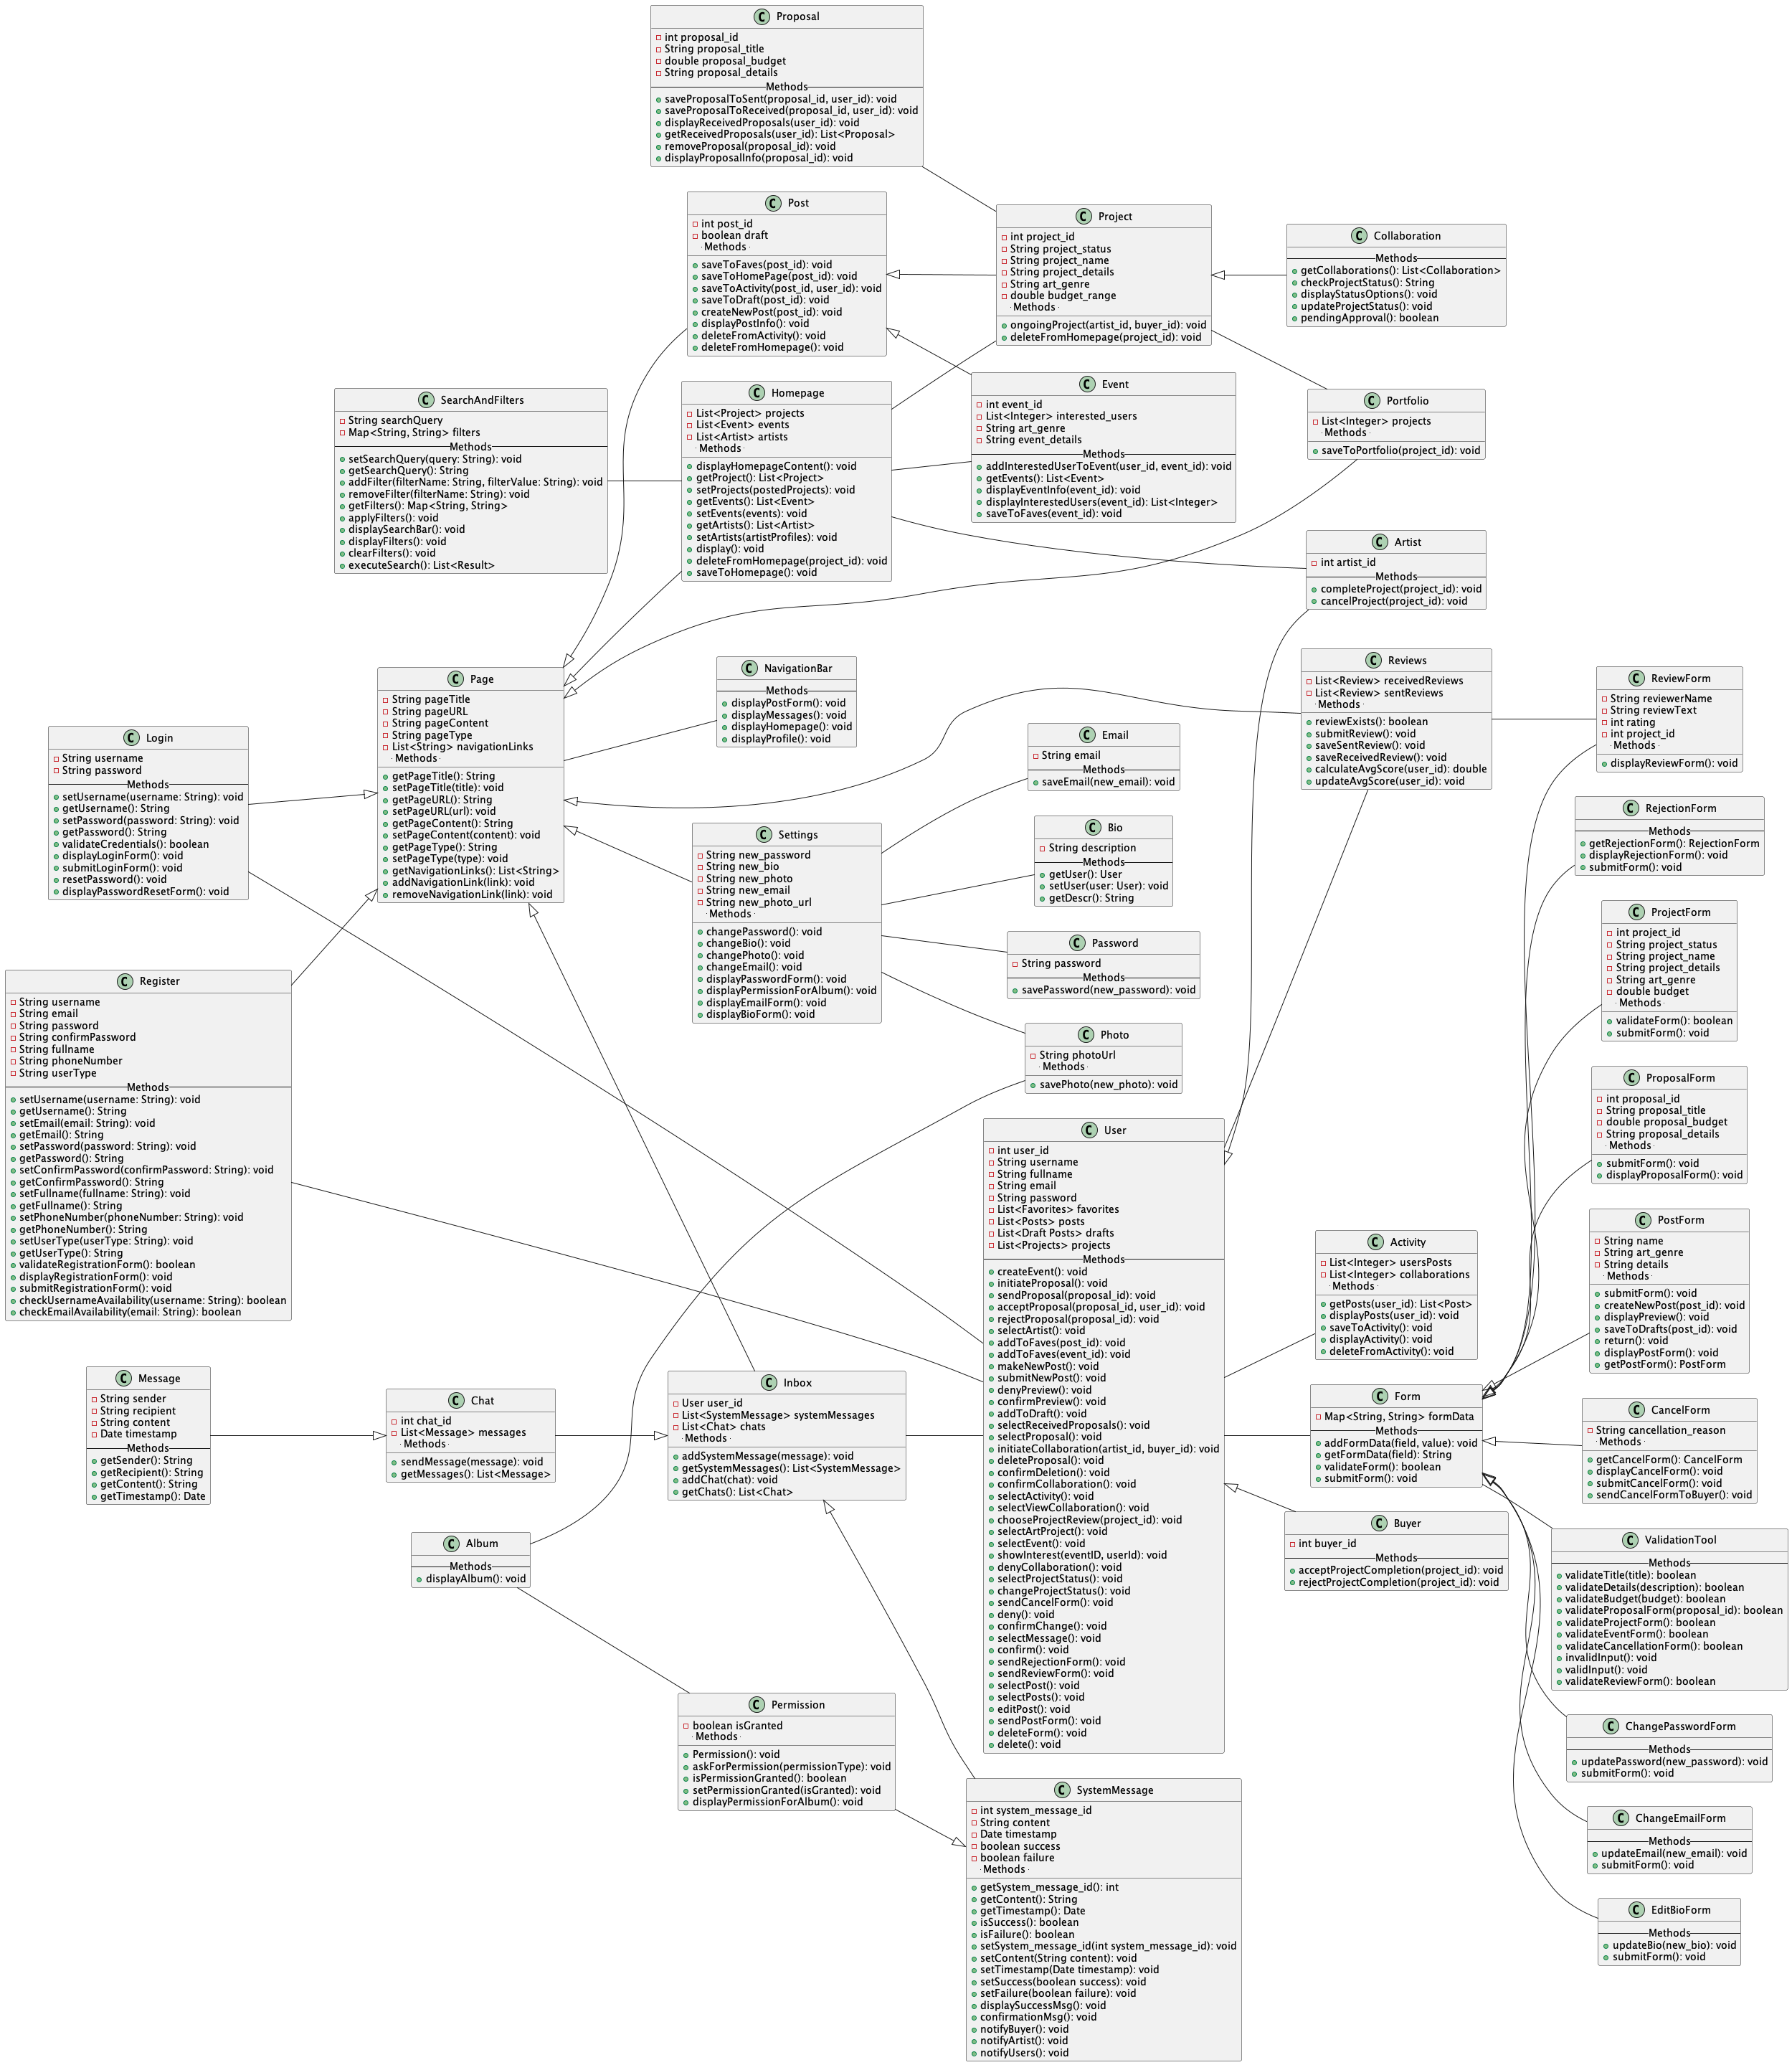 C Proposal
int proposal_id
String proposal_title
double proposal_budget
String proposal_details
Methods
saveProposalToSent(proposal_id, user_id): void
saveProposalToReceived(proposal_id, user_id): void
displayReceivedProposals(user_id): void
getReceivedProposals(user_id): List<Proposal>
removeProposal(proposal_id): void
displayProposalInfo(proposal_id): void
C Post
int post_id
boolean draft
Methods
saveToFaves(post_id): void
saveToHomePage(post_id): void
saveToActivity(post_id, user_id): void
saveToDraft(post_id): void
createNewPost(post_id): void
displayPostInfo(): void
deleteFromActivity(): void
deleteFromHomepage(): void
C Project
int project_id
String project_status
String project_name
String project_details
String art_genre
double budget_range
Methods
ongoingProject(artist_id, buyer_id): void
deleteFromHomepage(project_id): void
C Collaboration
Methods
getCollaborations(): List<Collaboration>
checkProjectStatus(): String
displayStatusOptions(): void
updateProjectStatus(): void
pendingApproval(): boolean
C SearchAndFilters
String searchQuery
Map<String, String> filters
Methods
setSearchQuery(query: String): void
getSearchQuery(): String
addFilter(filterName: String, filterValue: String): void
removeFilter(filterName: String): void
getFilters(): Map<String, String>
applyFilters(): void
displaySearchBar(): void
displayFilters(): void
clearFilters(): void
executeSearch(): List<Result>
C Homepage
List<Project> projects
List<Event> events
List<Artist> artists
Methods
displayHomepageContent(): void
getProject(): List<Project>
setProjects(postedProjects): void
getEvents(): List<Event>
setEvents(events): void
getArtists(): List<Artist>
setArtists(artistProfiles): void
display(): void
deleteFromHomepage(project_id): void
saveToHomepage(): void
C Event
int event_id
List<Integer> interested_users
String art_genre
String event_details
Methods
addInterestedUserToEvent(user_id, event_id): void
getEvents(): List<Event>
displayEventInfo(event_id): void
displayInterestedUsers(event_id): List<Integer>
saveToFaves(event_id): void
C Portfolio
List<Integer> projects
Methods
saveToPortfolio(project_id): void
C Artist
int artist_id
Methods
completeProject(project_id): void
cancelProject(project_id): void
C Page
String pageTitle
String pageURL
String pageContent
String pageType
List<String> navigationLinks
Methods
getPageTitle(): String
setPageTitle(title): void
getPageURL(): String
setPageURL(url): void
getPageContent(): String
setPageContent(content): void
getPageType(): String
setPageType(type): void
getNavigationLinks(): List<String>
addNavigationLink(link): void
removeNavigationLink(link): void
C NavigationBar
Methods
displayPostForm(): void
displayMessages(): void
displayHomepage(): void
displayProfile(): void
C Reviews
List<Review> receivedReviews
List<Review> sentReviews
Methods
reviewExists(): boolean
submitReview(): void
saveSentReview(): void
saveReceivedReview(): void
calculateAvgScore(user_id): double
updateAvgScore(user_id): void
C ReviewForm
String reviewerName
String reviewText
int rating
int project_id
Methods
displayReviewForm(): void
C Login
String username
String password
Methods
setUsername(username: String): void
getUsername(): String
setPassword(password: String): void
getPassword(): String
validateCredentials(): boolean
displayLoginForm(): void
submitLoginForm(): void
resetPassword(): void
displayPasswordResetForm(): void
C Email
String email
Methods
saveEmail(new_email): void
C RejectionForm
Methods
getRejectionForm(): RejectionForm
displayRejectionForm(): void
submitForm(): void
C Settings
String new_password
String new_bio
String new_photo
String new_email
String new_photo_url
Methods
changePassword(): void
changeBio(): void
changePhoto(): void
changeEmail(): void
displayPasswordForm(): void
displayPermissionForAlbum(): void
displayEmailForm(): void
displayBioForm(): void
C Bio
String description
Methods
getUser(): User
setUser(user: User): void
getDescr(): String
C Password
String password
Methods
savePassword(new_password): void
C ProjectForm
int project_id
String project_status
String project_name
String project_details
String art_genre
double budget
Methods
validateForm(): boolean
submitForm(): void
C Register
String username
String email
String password
String confirmPassword
String fullname
String phoneNumber
String userType
Methods
setUsername(username: String): void
getUsername(): String
setEmail(email: String): void
getEmail(): String
setPassword(password: String): void
getPassword(): String
setConfirmPassword(confirmPassword: String): void
getConfirmPassword(): String
setFullname(fullname: String): void
getFullname(): String
setPhoneNumber(phoneNumber: String): void
getPhoneNumber(): String
setUserType(userType: String): void
getUserType(): String
validateRegistrationForm(): boolean
displayRegistrationForm(): void
submitRegistrationForm(): void
checkUsernameAvailability(username: String): boolean
checkEmailAvailability(email: String): boolean
C Photo
String photoUrl
Methods
savePhoto(new_photo): void
C ProposalForm
int proposal_id
String proposal_title
double proposal_budget
String proposal_details
Methods
submitForm(): void
displayProposalForm(): void
C User
int user_id
String username
String fullname
String email
String password
List<Favorites> favorites
List<Posts> posts
List<Draft Posts> drafts
List<Projects> projects
Methods
createEvent(): void
initiateProposal(): void
sendProposal(proposal_id): void
acceptProposal(proposal_id, user_id): void
rejectProposal(proposal_id): void
selectArtist(): void
addToFaves(post_id): void
addToFaves(event_id): void
makeNewPost(): void
submitNewPost(): void
denyPreview(): void
confirmPreview(): void
addToDraft(): void
selectReceivedProposals(): void
selectProposal(): void
initiateCollaboration(artist_id, buyer_id): void
deleteProposal(): void
confirmDeletion(): void
confirmCollaboration(): void
selectActivity(): void
selectViewCollaboration(): void
chooseProjectReview(project_id): void
selectArtProject(): void
selectEvent(): void
showInterest(eventID, userId): void
denyCollaboration(): void
selectProjectStatus(): void
changeProjectStatus(): void
sendCancelForm(): void
deny(): void
confirmChange(): void
selectMessage(): void
confirm(): void
sendRejectionForm(): void
sendReviewForm(): void
selectPost(): void
selectPosts(): void
editPost(): void
sendPostForm(): void
deleteForm(): void
delete(): void
C PostForm
String name
String art_genre
String details
Methods
submitForm(): void
createNewPost(post_id): void
displayPreview(): void
saveToDrafts(post_id): void
return(): void
displayPostForm(): void
getPostForm(): PostForm
C Activity
List<Integer> usersPosts
List<Integer> collaborations
Methods
getPosts(user_id): List<Post>
displayPosts(user_id): void
saveToActivity(): void
displayActivity(): void
deleteFromActivity(): void
C Message
String sender
String recipient
String content
Date timestamp
Methods
getSender(): String
getRecipient(): String
getContent(): String
getTimestamp(): Date
C Chat
int chat_id
List<Message> messages
Methods
sendMessage(message): void
getMessages(): List<Message>
C Inbox
User user_id
List<SystemMessage> systemMessages
List<Chat> chats
Methods
addSystemMessage(message): void
getSystemMessages(): List<SystemMessage>
addChat(chat): void
getChats(): List<Chat>
C Form
Map<String, String> formData
Methods
addFormData(field, value): void
getFormData(field): String
validateForm(): boolean
submitForm(): void
C CancelForm
String cancellation_reason
Methods
getCancelForm(): CancelForm
displayCancelForm(): void
submitCancelForm(): void
sendCancelFormToBuyer(): void
C Album
Methods
displayAlbum(): void
C Buyer
int buyer_id
Methods
acceptProjectCompletion(project_id): void
rejectProjectCompletion(project_id): void
C ValidationTool
Methods
validateTitle(title): boolean
validateDetails(description): boolean
validateBudget(budget): boolean
validateProposalForm(proposal_id): boolean
validateProjectForm(): boolean
validateEventForm(): boolean
validateCancellationForm(): boolean
invalidInput(): void
validInput(): void
validateReviewForm(): boolean
C Permission
boolean isGranted
Methods
Permission(): void
askForPermission(permissionType): void
isPermissionGranted(): boolean
setPermissionGranted(isGranted): void
displayPermissionForAlbum(): void
C ChangePasswordForm
Methods
updatePassword(new_password): void
submitForm(): void
C SystemMessage
int system_message_id
String content
Date timestamp
boolean success
boolean failure
Methods
getSystem_message_id(): int
getContent(): String
getTimestamp(): Date
isSuccess(): boolean
isFailure(): boolean
setSystem_message_id(int system_message_id): void
setContent(String content): void
setTimestamp(Date timestamp): void
setSuccess(boolean success): void
setFailure(boolean failure): void
displaySuccessMsg(): void
confirmationMsg(): void
notifyBuyer(): void
notifyArtist(): void
notifyUsers(): void
C ChangeEmailForm
Methods
updateEmail(new_email): void
submitForm(): void
C EditBioForm
Methods
updateBio(new_bio): void
submitForm(): void